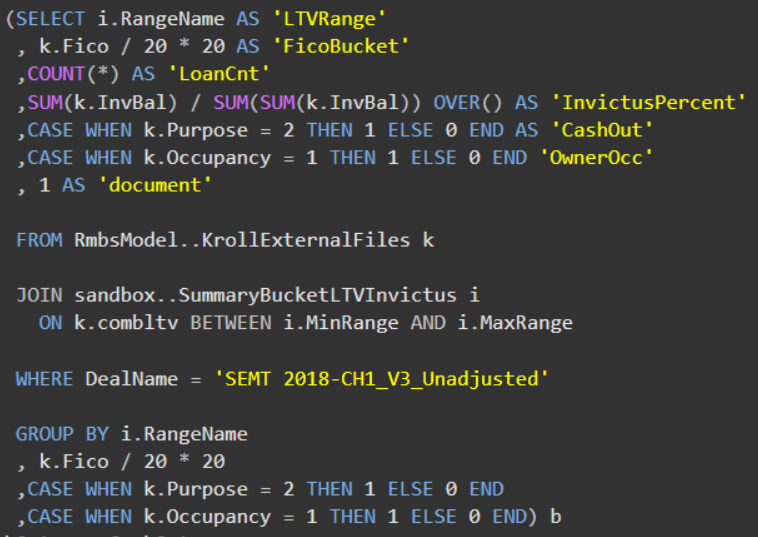 (SELECT i.RangeName AS 'LTVRange'
, k.Fico / 20 * 20 AS 'FicoBucket'
,COUNT(*) AS 'LoanCnt'
,SUM(k.InvBal) / SUM(SUM(k.InvBal)) OVER() AS 'InvictusPercent'
,CASE WHEN k.Purpose = 2 THEN 1 ELSE 0 END AS 'CashOut'
,CASE WHEN k.Occupancy = 1 THEN 1 ELSE 0 END 'OwnerOcc'
, 1 AS 'document'
FROM RmbsModel..KrollExternalFiles k
JOIN sandbox..SummaryBucketLTVInvictus i
ON k.combltv BETWEEN i.MinRange AND i.MaxRange
WHERE DealName = 'SEMT 2018-CH1_V3_Unadjusted'
GROUP BY i.RangeName
, k.Fico / 20 * 20
,CASE WHEN k.Purpose = 2 THEN 1 ELSE 0 END
,CASE WHEN k.Occupancy = 1 THEN 1 ELSE 0 END) b